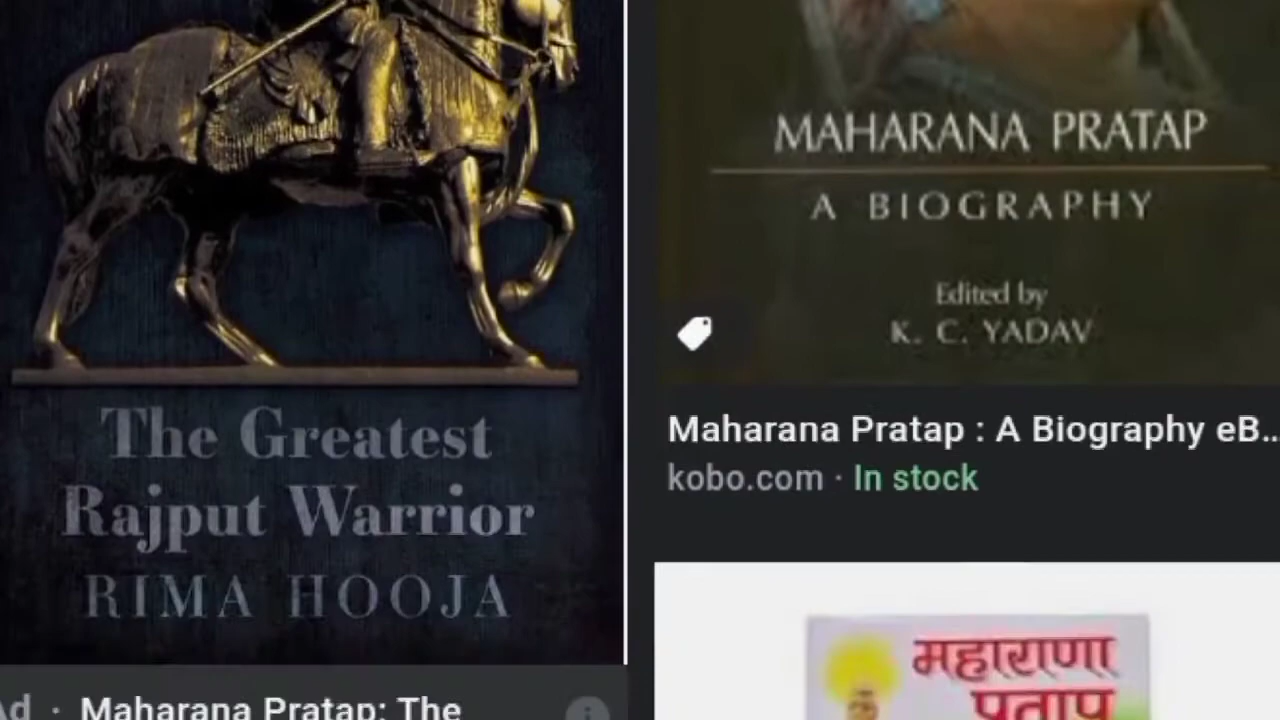 The Greatest
Rajput Warrior
RIMA HOOJA
Ad · Maharana Pratap: The
MAHARANA PRATAP
A BIOGRAPHY
Edited by
K. C. YADAV
Maharana Pratap : A Biography eB...
kobo.com · In stock
महाराणा
प्रताप